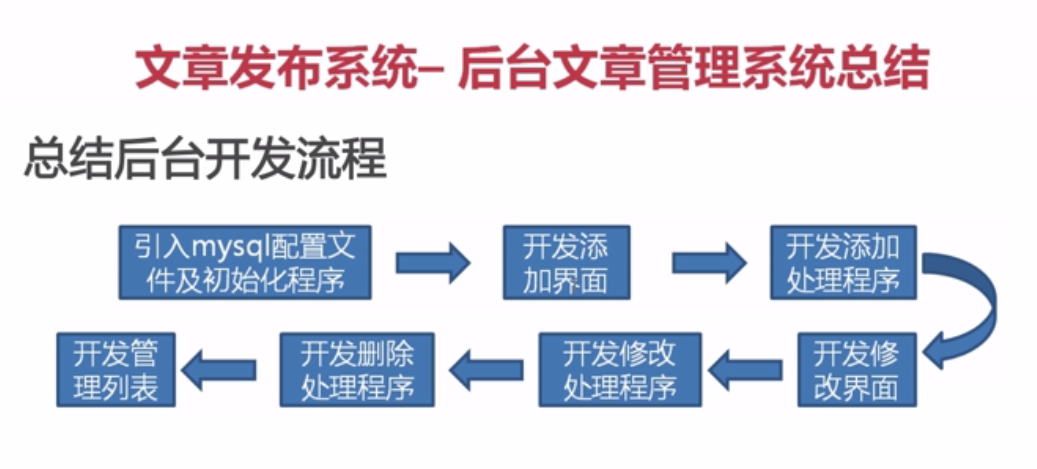 文章发布系统– 后台文章管理系统总结
总结后台开发流程
引入mysql配置文
件及初始化程序
开发添
加界面
开发添加
处理程序
开发修
改界面
开发修改
处理程序
开发删除
处理程序
开发管
理列表